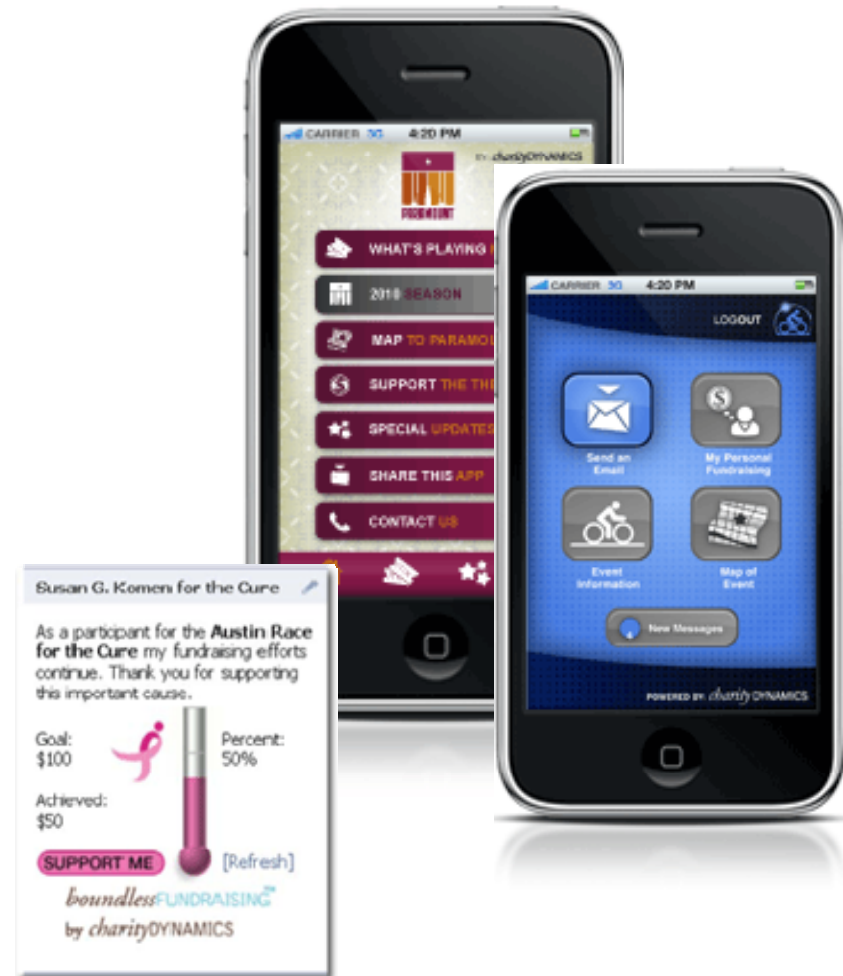 CARRIER 3G 4:20 PM
BY charityDYNAMICS
PARAMOUNT
WHAT'S PLAYING
2010 SEASON
MAP TO PARAMOU
SUPPORT THE THE
SPECIAL UPDATES
SHARE THIS APP
CONTACT US
CARRIER 3G 4:20 PM
LOGOUT
Send an
Email
My Personal
Fundraising
Event
Information
Map of
Event
New Messages
POWERED BY charityDYNAMICS
Susan G. Komen for the Cure
As a participant for the Austin Race
for the Cure my fundraising efforts
continue. Thank you for supporting
this important cause.
Goal:
$100
Percent:
50%
Achieved:
$50
SUPPORT ME
[Refresh]
boundlessFUNDRAISING™
by charityDYNAMICS